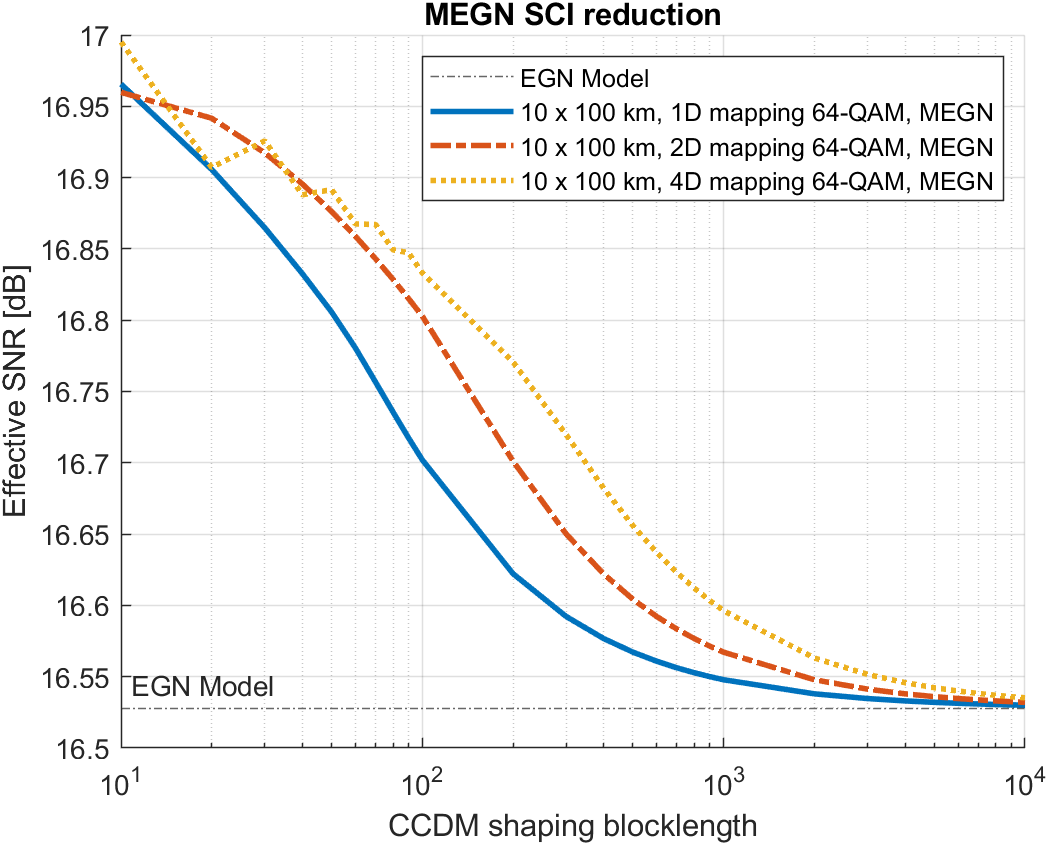 MEGN SCI reduction
EGN Model
10 x 100 km, 1D mapping 64-QAM, MEGN
10 x 100 km, 2D mapping 64-QAM, MEGN
10 x 100 km, 4D mapping 64-QAM, MEGN
Effective SNR [dB]
17
16.95
16.9
16.85
16.8
16.75
16.7
16.65
16.6
16.55
16.5
EGN Model
10^1 10^2 10^3 10^4
CCDM shaping blocklength